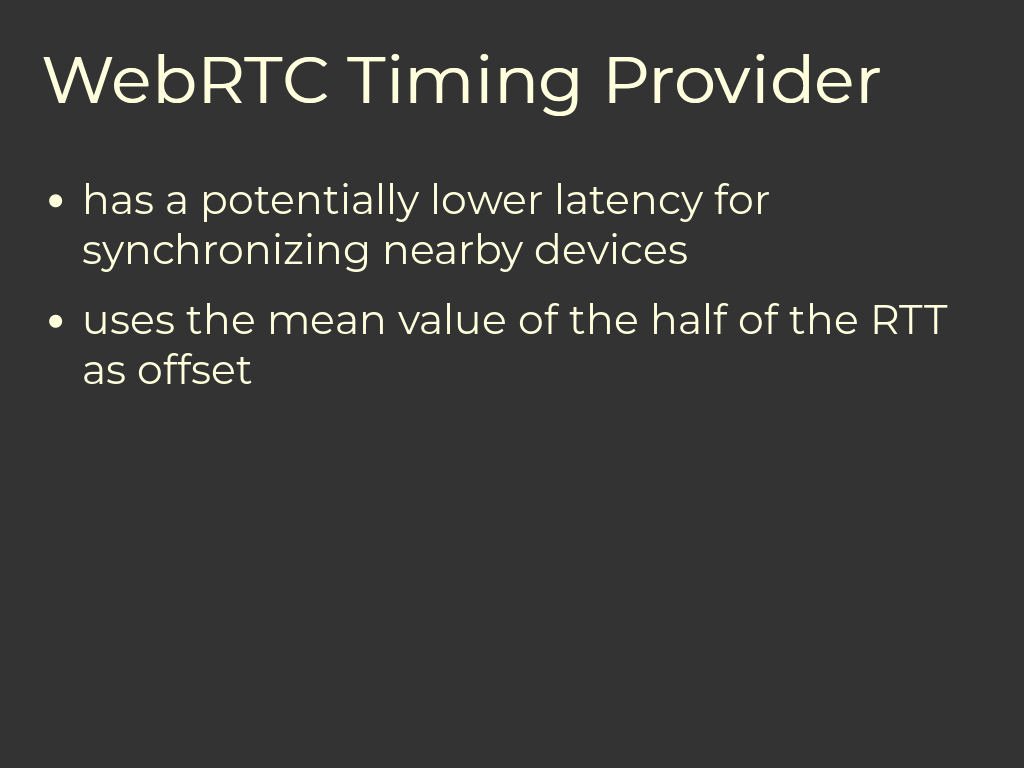 WebRTC Timing Provider
• has a potentially lower latency for
synchronizing nearby devices
• uses the mean value of the half of the RTT
as offset